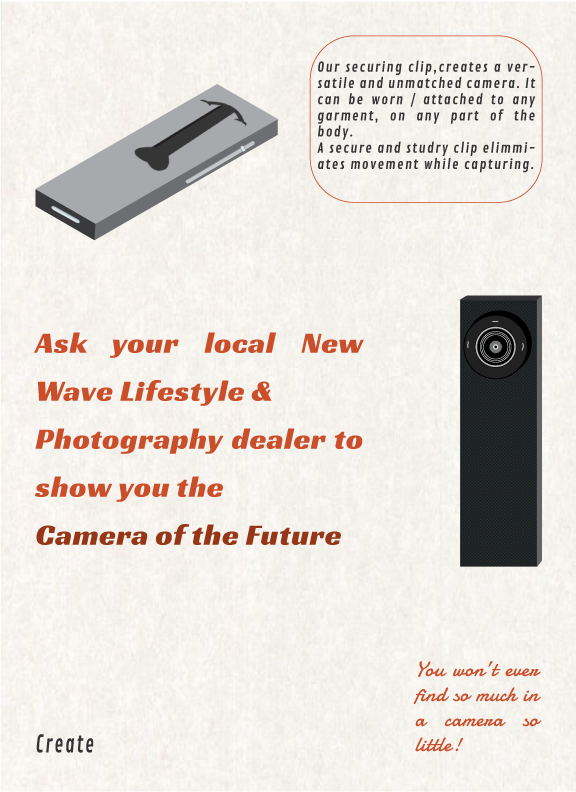 Our securing clip,creates a ver-
satile and unmatched camera. It
can be worn / attached to any
garment, on any part of the
body.
A secure and studry clip elimmi-
ates movement while capturing.
Ask your local New
Wave Lifestyle &
Photography dealer to
show you the
Camera of the Future
You won't ever
find so much in
a camera so
little!
Create